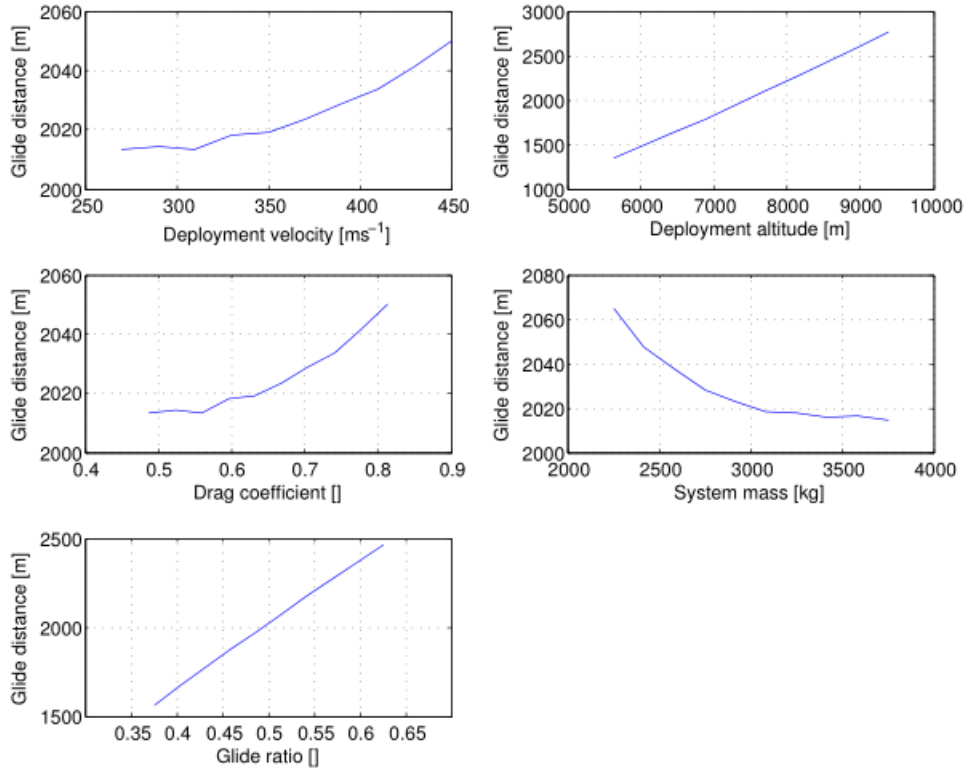 2060
2040
2020
2000
250 300 350 400 450
Glide distance [m]
Deployment velocity [ms⁻¹]
3000
2500
2000
1500
1000
5000 6000 7000 8000 9000 10000
Glide distance [m]
Deployment altitude [m]
2060
2040
2020
2000
0.4 0.5 0.6 0.7 0.8 0.9
Glide distance [m]
Drag coefficient []
2080
2060
2040
2020
2000
2000 2500 3000 3500 4000
Glide distance [m]
System mass [kg]
2500
2000
1500
0.35 0.4 0.45 0.5 0.55 0.6 0.65
Glide distance [m]
Glide ratio []